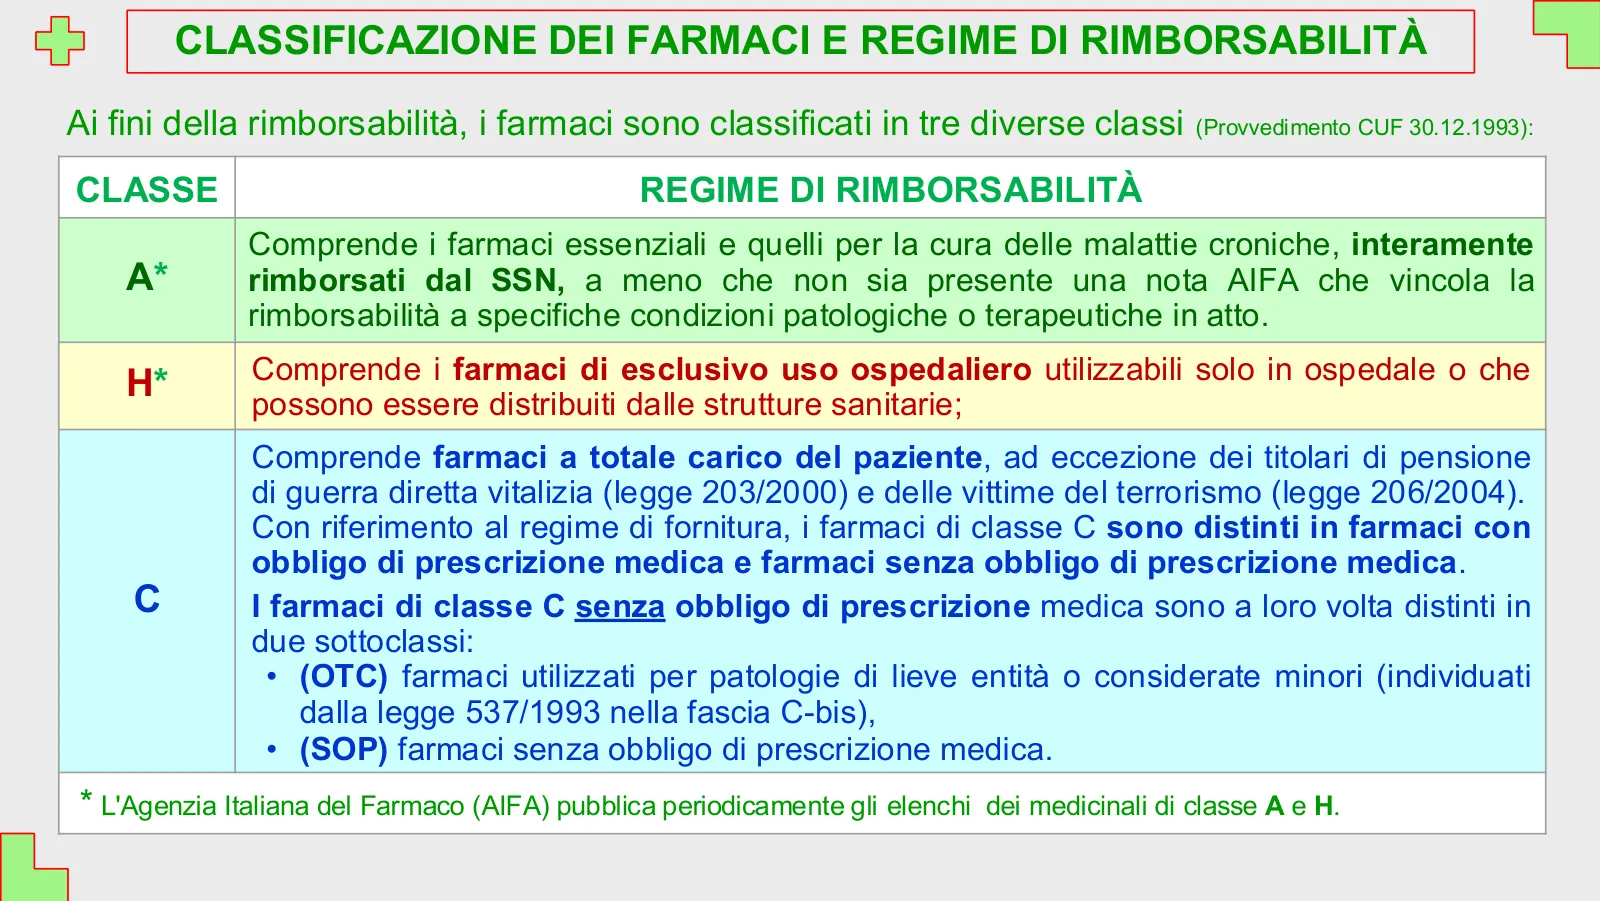 CLASSIFICAZIONE DEI FARMACI E REGIME DI RIMBORSABILITÀ
Ai fini della rimborsabilità, i farmaci sono classificati in tre diverse classi (Provvedimento CUF 30.12.1993):
CLASSE REGIME DI RIMBORSABILITÀ
A*
Comprende i farmaci essenziali e quelli per la cura delle malattie croniche, interamente
rimborsati dal SSN, a meno che non sia presente una nota AIFA che vincola la
rimborsabilità a specifiche condizioni patologiche o terapeutiche in atto.
H*
Comprende i farmaci di esclusivo uso ospedaliero utilizzabili solo in ospedale o che
possono essere distribuiti dalle strutture sanitarie;
C
Comprende farmaci a totale carico del paziente, ad eccezione dei titolari di pensione
di guerra diretta vitalizia (legge 203/2000) e delle vittime del terrorismo (legge 206/2004).
Con riferimento al regime di fornitura, i farmaci di classe C sono distinti in farmaci con
obbligo di prescrizione medica e farmaci senza obbligo di prescrizione medica.
I farmaci di classe C senza obbligo di prescrizione medica sono a loro volta distinti in
due sottoclassi:
• (OTC) farmaci utilizzati per patologie di lieve entità o considerate minori (individuati
dalla legge 537/1993 nella fascia C-bis),
• (SOP) farmaci senza obbligo di prescrizione medica.
* L'Agenzia Italiana del Farmaco (AIFA) pubblica periodicamente gli elenchi dei medicinali di classe A e H.